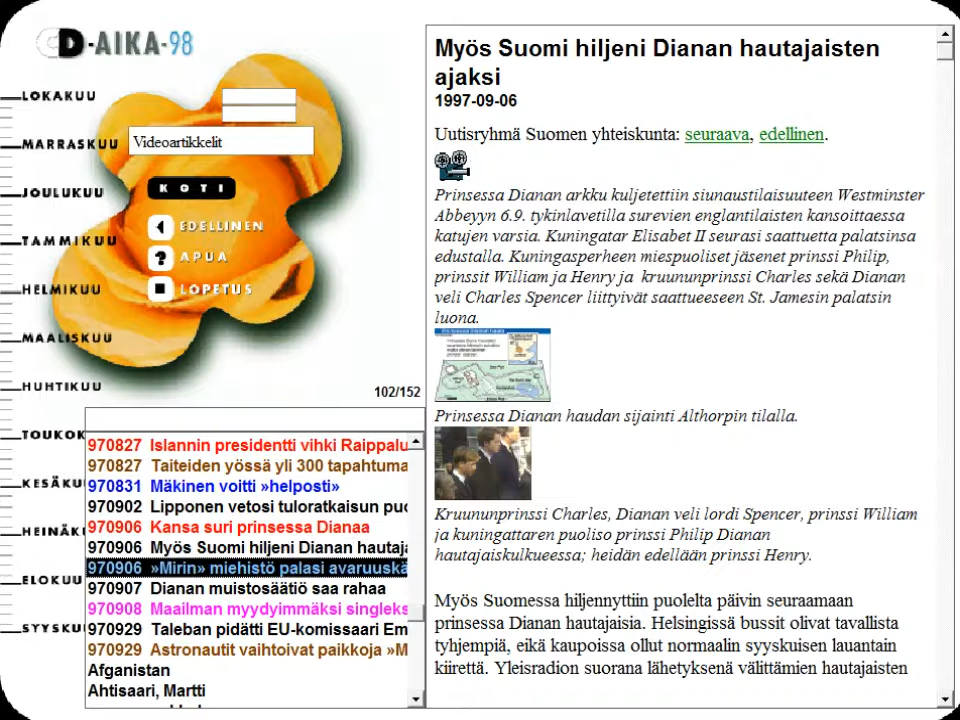 CD-AIKA-98
LOKAKUU
MARRASKUU
JOULUKUU
TAMMIKUU
HELMIKUU
MAALISKUU
HUHTIKUU
TOUKOK
KESÄKU
HEINÄK
ELOKUU
SYYSKU
Videoartikkelit
KOTI
EDELLINEN
APUA
LOPETUS
102/152
970827 Islannin presidentti vihki Raippalu
970827 Taiteiden yössä yli 300 tapahtuma
970831 Mäkinen voitti »helposti»
970902 Lipponen vetosi tuloratkaisun puo
970906 Kansa suri prinsessa Dianaa
970906 Myös Suomi hiljeni Dianan hautaja
970906 »Mirin» miehistö palasi avaruuskä
970907 Dianan muistosäätiö saa rahaa
970908 Maailman myydyimmäksi singleks
970929 Taleban pidätti EU-komissaari Em
970929 Astronautit vaihtoivat paikkoja »M
Afganistan
Ahtisaari, Martti
Myös Suomi hiljeni Dianan hautajaisten
ajaksi
1997-09-06
Uutisryhmä Suomen yhteiskunta: seuraava, edellinen.
Prinsessa Dianan arkku kuljetettiin siunaustilaisuuteen Westminster
Abbeyyn 6.9. tykinlavetilla surevien englantilaisten kansoittaessa
katujen varsia. Kuningatar Elisabet II seurasi saattuetta palatsinsa
edustalla. Kuningasperheen miespuoliset jäsenet prinssi Philip,
prinssit William ja Henry ja kruununprinssi Charles sekä Dianan
veli Charles Spencer liittyivät saattueeseen St. Jamesin palatsin
luona.
Prinsessa Dianan haudan sijainti Althorpin tilalla.
Kruununprinssi Charles, Dianan veli lordi Spencer, prinssi William
ja kuningattaren puoliso prinssi Philip Dianan
hautajaiskulkueessa; heidän edellään prinssi Henry.
Myös Suomessa hiljennyttiin puolelta päivin seuraamaan
prinsessa Dianan hautajaisia. Helsingissä bussit olivat tavallista
tyhjempiä, eikä kaupoissa ollut normaalin syyskuisen lauantain
kiirettä. Yleisradion suorana lähetyksenä välittämien hautajaisten